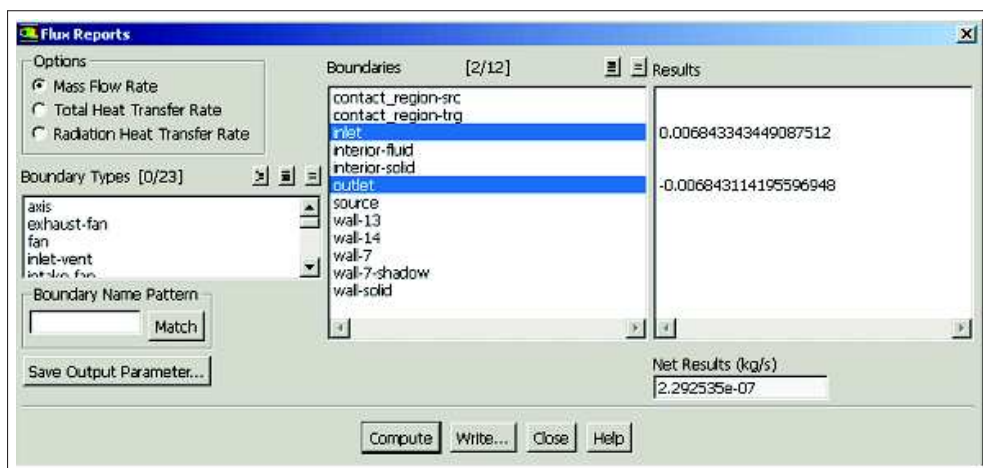 Flux Reports
Options
Mass Flow Rate
Total Heat Transfer Rate
Radiation Heat Transfer Rate
Boundary Types [0/23]
axis
exhaust-fan
fan
inlet-vent
intake-fan
Boundary Name Pattern
Match
Save Output Parameter...
Boundaries [2/12]
contact_region-src
contact_region-trg
inlet
interior-fluid
interior-solid
outlet
source
wall-13
wall-14
wall-7
wall-7-shadow
wall-solid
Results
0.006843343449087512
-0.006843114195596948
Net Results (kg/s)
2.292535e-07
Compute
Write...
Close
Help